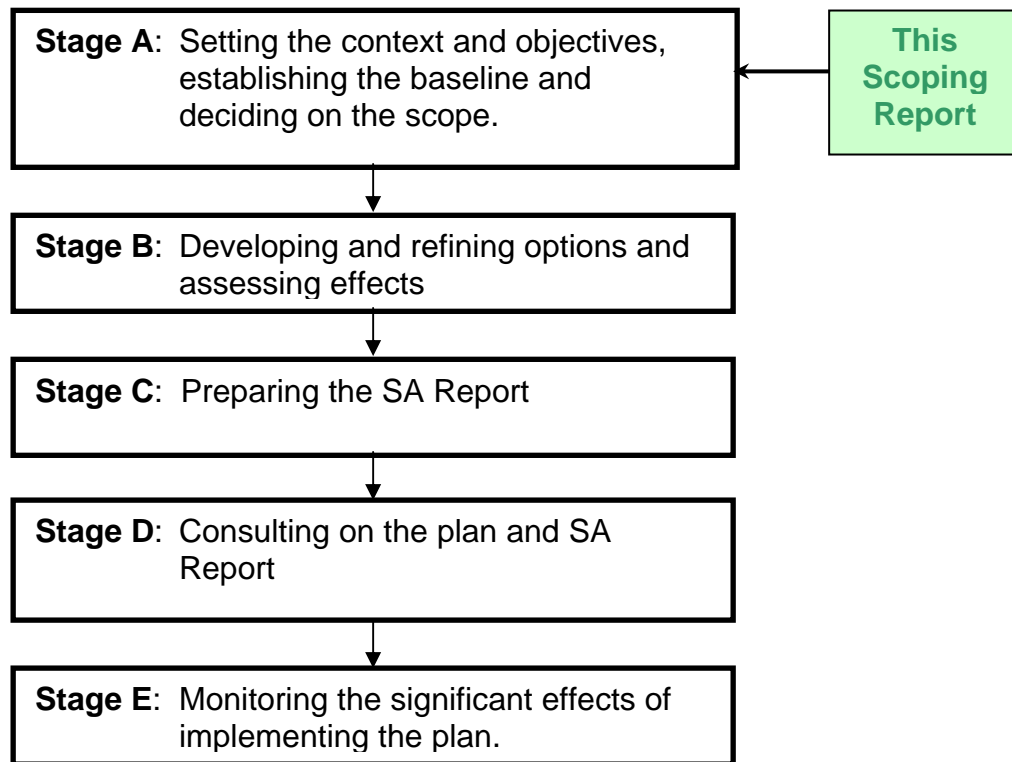 Stage A: Setting the context and objectives,
establishing the baseline and
deciding on the scope.
This
Scoping
Report
Stage B: Developing and refining options and
assessing effects
Stage C: Preparing the SA Report
Stage D: Consulting on the plan and SA
Report
Stage E: Monitoring the significant effects of
implementing the plan.